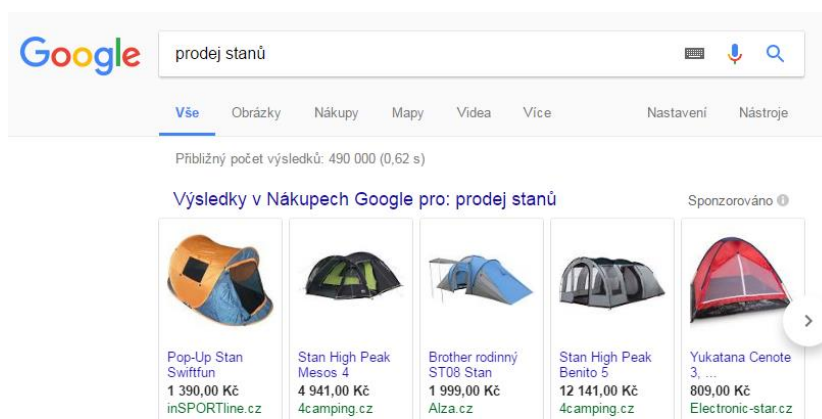 Google
prodej stanů
Vše Obrázky Nákupy Mapy Videa Více Nastavení Nástroje
Přibližný počet výsledků: 490 000 (0,62 s)
Výsledky v Nákupech Google pro: prodej stanů
Sponzorováno
Pop-Up Stan
Swiftfun
1 390,00 Kč
inSPORTline.cz
Stan High Peak
Mesos 4
4 941,00 Kč
4camping.cz
Brother rodinný
ST08 Stan
1 999,00 Kč
Alza.cz
Stan High Peak
Benito 5
12 141,00 Kč
4camping.cz
Yukatana Cenote
3, ...
809,00 Kč
Electronic-star.cz